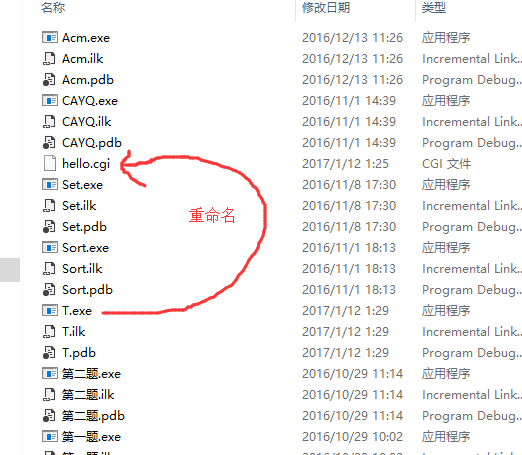 名称 修改日期 类型
Acm.exe 2016/12/13 11:26 应用程序
Acm.ilk 2016/12/13 11:26 Incremental Link...
Acm.pdb 2016/12/13 11:26 Program Debug...
CAYQ.exe 2016/11/1 14:39 应用程序
CAYQ.ilk 2016/11/1 14:39 Incremental Link...
CAYQ.pdb 2016/11/1 14:39 Program Debug...
hello.cgi 2017/1/12 1:25 CGI 文件
Set.exe 2016/11/8 17:30 应用程序
Set.ilk 2016/11/8 17:30 Incremental Link...
重命名
Set.pdb 2016/11/8 17:30 Program Debug...
Sort.exe 2016/11/1 18:13 应用程序
Sort.ilk 2016/11/1 18:13 Incremental Link...
Sort.pdb 2016/11/1 18:13 Program Debug...
T.exe 2017/1/12 1:29 应用程序
T.ilk 2017/1/12 1:29 Incremental Link...
T.pdb 2017/1/12 1:29 Program Debug...
第二题.exe 2016/10/29 11:14 应用程序
第二题.ilk 2016/10/29 11:14 Incremental Link...
第二题.pdb 2016/10/29 11:14 Program Debug...
第一题.exe 2016/10/29 10:02 应用程序